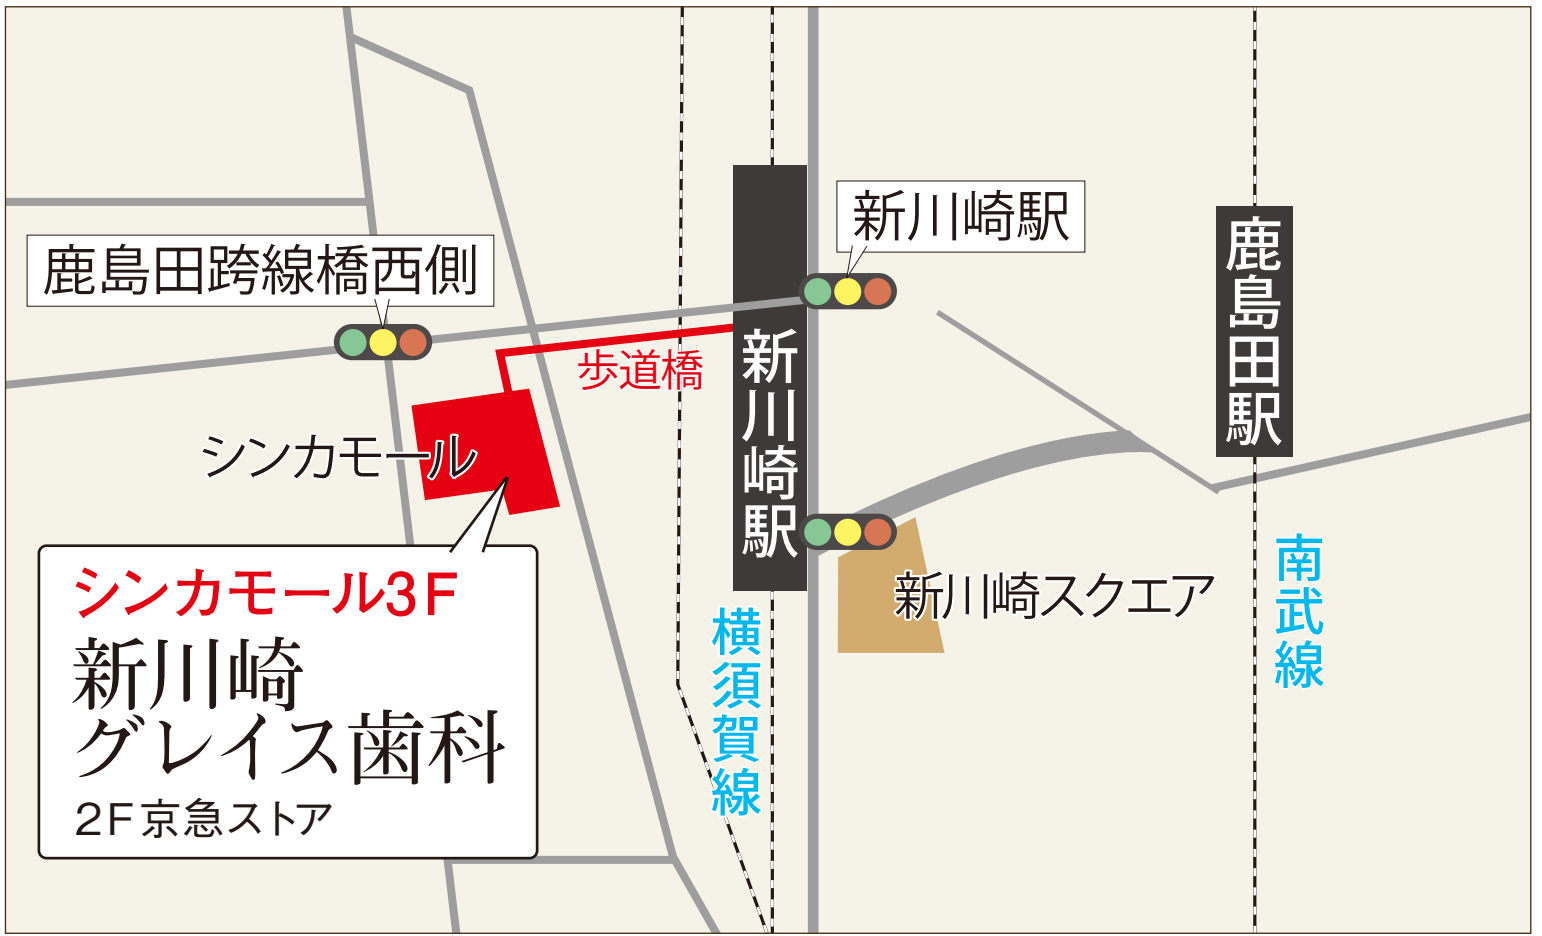 新川崎駅
鹿島田跨線橋西側
鹿島田駅
新川崎駅
歩道橋
シンカモール
新川崎スクエア
南武線
横須賀線
シンカモール3F
新川崎
グレイス歯科
2F京急ストア